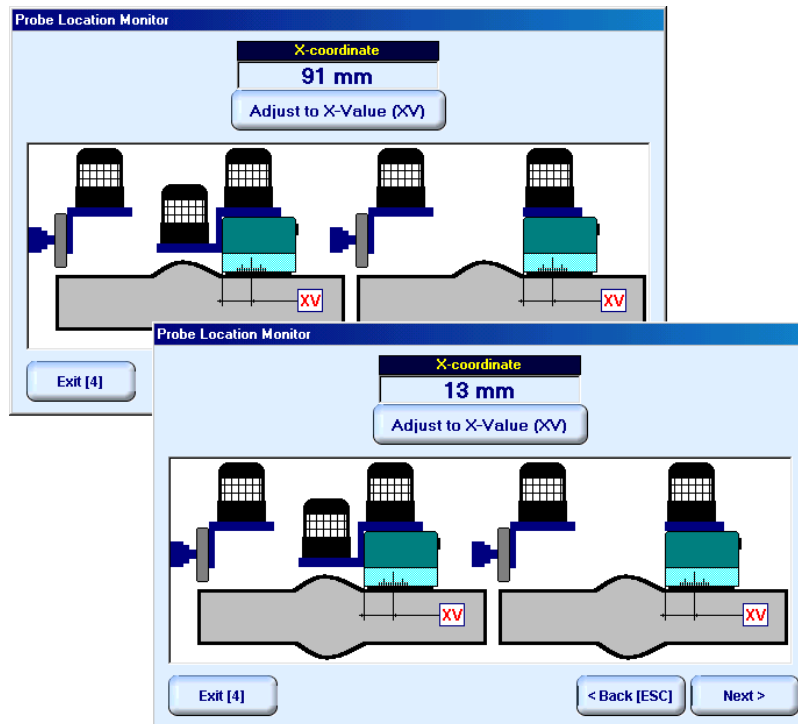 Probe Location Monitor
X-coordinate
91 mm
Adjust to X-Value (XV)
XV
XV
Exit [4]
Probe Location Monitor
X-coordinate
13 mm
Adjust to X-Value (XV)
XV
XV
Exit [4]
< Back [ESC]
Next >